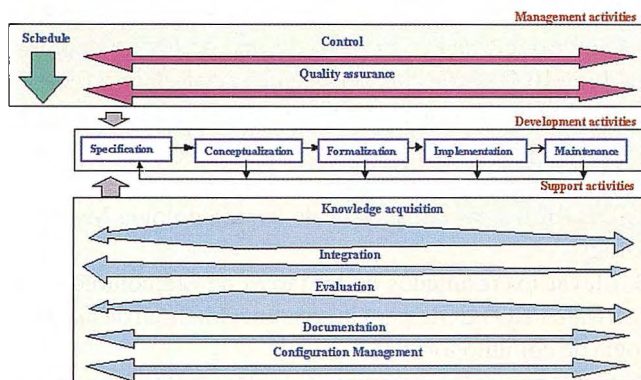 Management activities
Schedule
Control
Quality assurance
Development activities
Specification
Conceptualization
Formalization
Implementation
Maintenance
Support activities
Knowledge acquisition
Integration
Evaluation
Documentation
Configuration Management